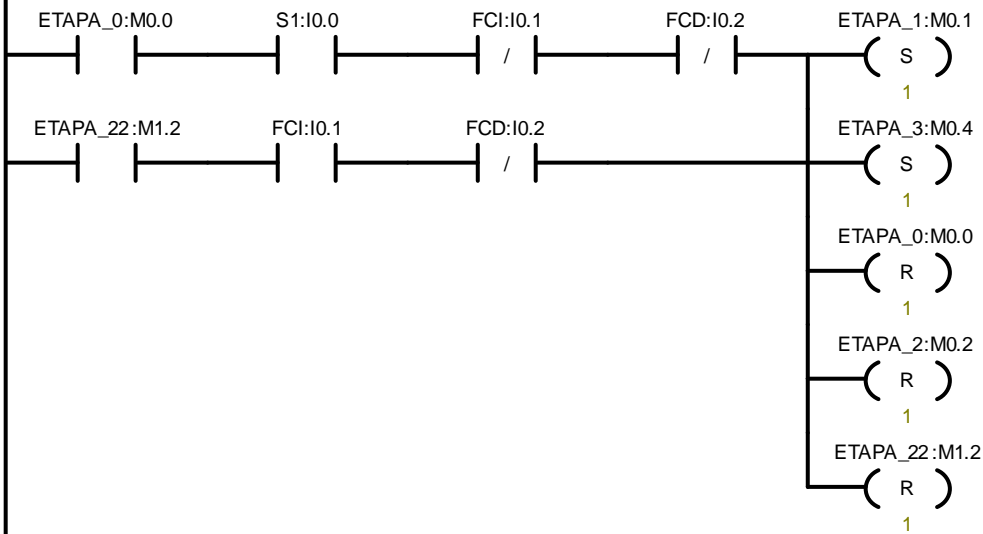 ETAPA_0:M0.0 S1:I0.0 FCI:I0.1 FCD:I0.2 ETAPA_1:M0.1
/ / S
1
ETAPA_22:M1.2 FCI:I0.1 FCD:I0.2 ETAPA_3:M0.4
/ S
1
ETAPA_0:M0.0
R
1
ETAPA_2:M0.2
R
1
ETAPA_22:M1.2
R
1